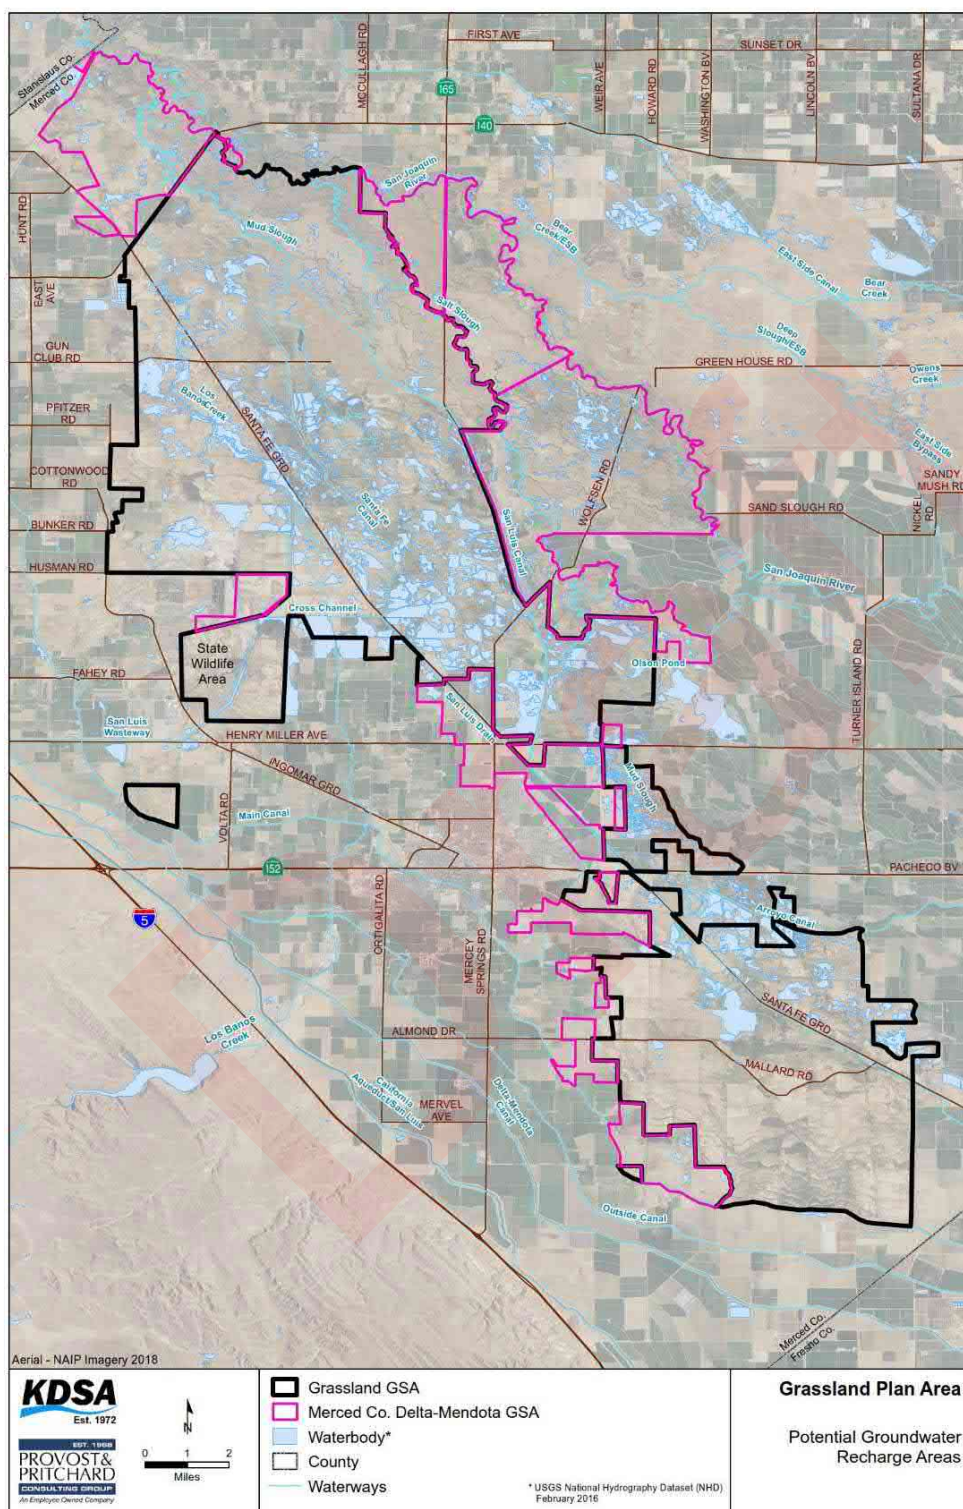 FIRST AVE
SUNSET DR
MCCULLAGH RD
165
WEIR AVE
HOWARD RD
WASHINGTON BV
LINCOLN BV
SULTANA DR
Stanislaus Co.
Merced Co.
140
San Joaquin
River
HUNT RD
Mud Slough
Bear
Creek/ESB
East Side Canal
Bear
Creek
EAST
AVE
Salt Slough
Deep
Slough/ESB
GUN
CLUB RD
GREEN HOUSE RD
Owens
Creek
Los
Banos Creek
PFITZER
RD
SANTA FE GRD
East Side
Bypass
COTTONWOOD
RD
WOLFSEN RD
SANDY
MUSH RD
NICKEL
RD
Santa Fe
Canal
San Luis Canal
SAND SLOUGH RD
BUNKER RD
HUSMAN RD
San Joaquin River
Cross Channel
State
Wildlife
Area
Olson Pond
FAHEY RD
TURNER ISLAND RD
San Luis Drain
San Luis
Wasteway
HENRY MILLER AVE
INGOMAR GRD
Mud Slough
VOLTA RD
Main Canal
152
PACHECO BV
5
ORTIGALITA RD
Arroyo Canal
MERCEY
SPRINGS RD
SANTA FE GRD
Los Banos
Creek
ALMOND DR
MALLARD RD
California
Aqueduct/San Luis
Delta-Mendota
Canal
MERVEL
AVE
Outside Canal
Merced Co.
Fresno Co.
Aerial - NAIP Imagery 2018
KDSA
Est. 1972
EST. 1968
PROVOST&
PRITCHARD
CONSULTING GROUP
An Employee Owned Company
N
0 1 2
Miles
Grassland GSA
Merced Co. Delta-Mendota GSA
Waterbody*
County
Waterways
* USGS National Hydrography Dataset (NHD)
February 2016
Grassland Plan Area
Potential Groundwater
Recharge Areas